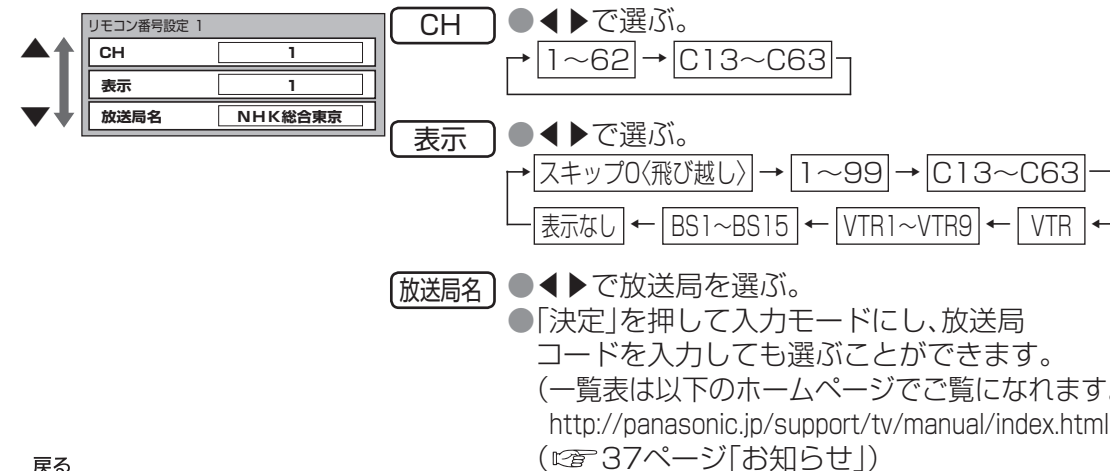 リモコン番号設定 1
CH 1
表示 1
放送局名 NHK総合東京
CH ●◀▶で選ぶ。
1～62 → C13～C63
表示 ●◀▶で選ぶ。
スキップ0〈飛び越し〉 → 1～99 → C13～C63
表示なし ← BS1～BS15 ← VTR1～VTR9 ← VTR ←
放送局名 ●◀▶で放送局を選ぶ。
●「決定」を押して入力モードにし、放送局
コードを入力しても選ぶことができます。
(一覧表は以下のホームページでご覧になれます。
http://panasonic.jp/support/tv/manual/index.html
(☞37ページ「お知らせ」)
戻る